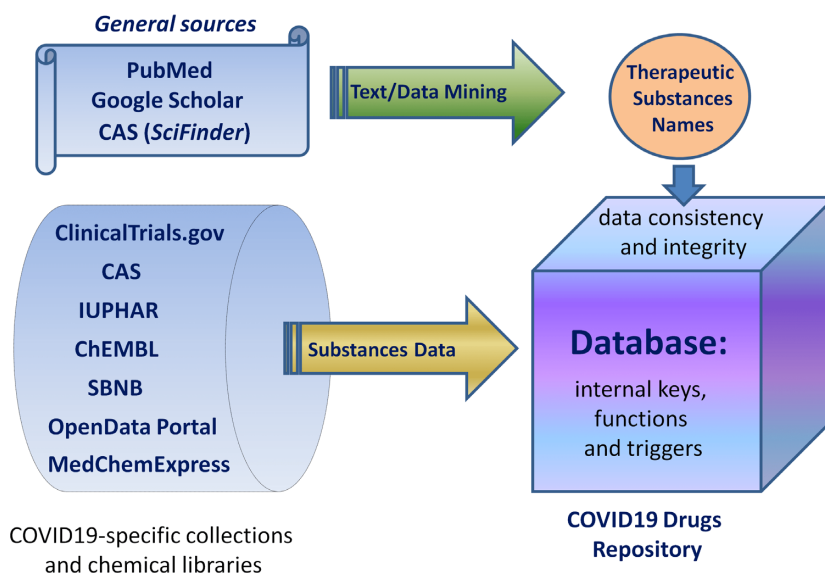 General sources
PubMed
Google Scholar
CAS (SciFinder)
Text/Data Mining
Therapeutic
Substances
Names
ClinicalTrials.gov
CAS
IUPHAR
ChEMBL
SBNB
OpenData Portal
MedChemExpress
Substances Data
data consistency
and integrity
Database:
internal keys,
functions
and triggers
COVID19-specific collections
and chemical libraries
COVID19 Drugs
Repository